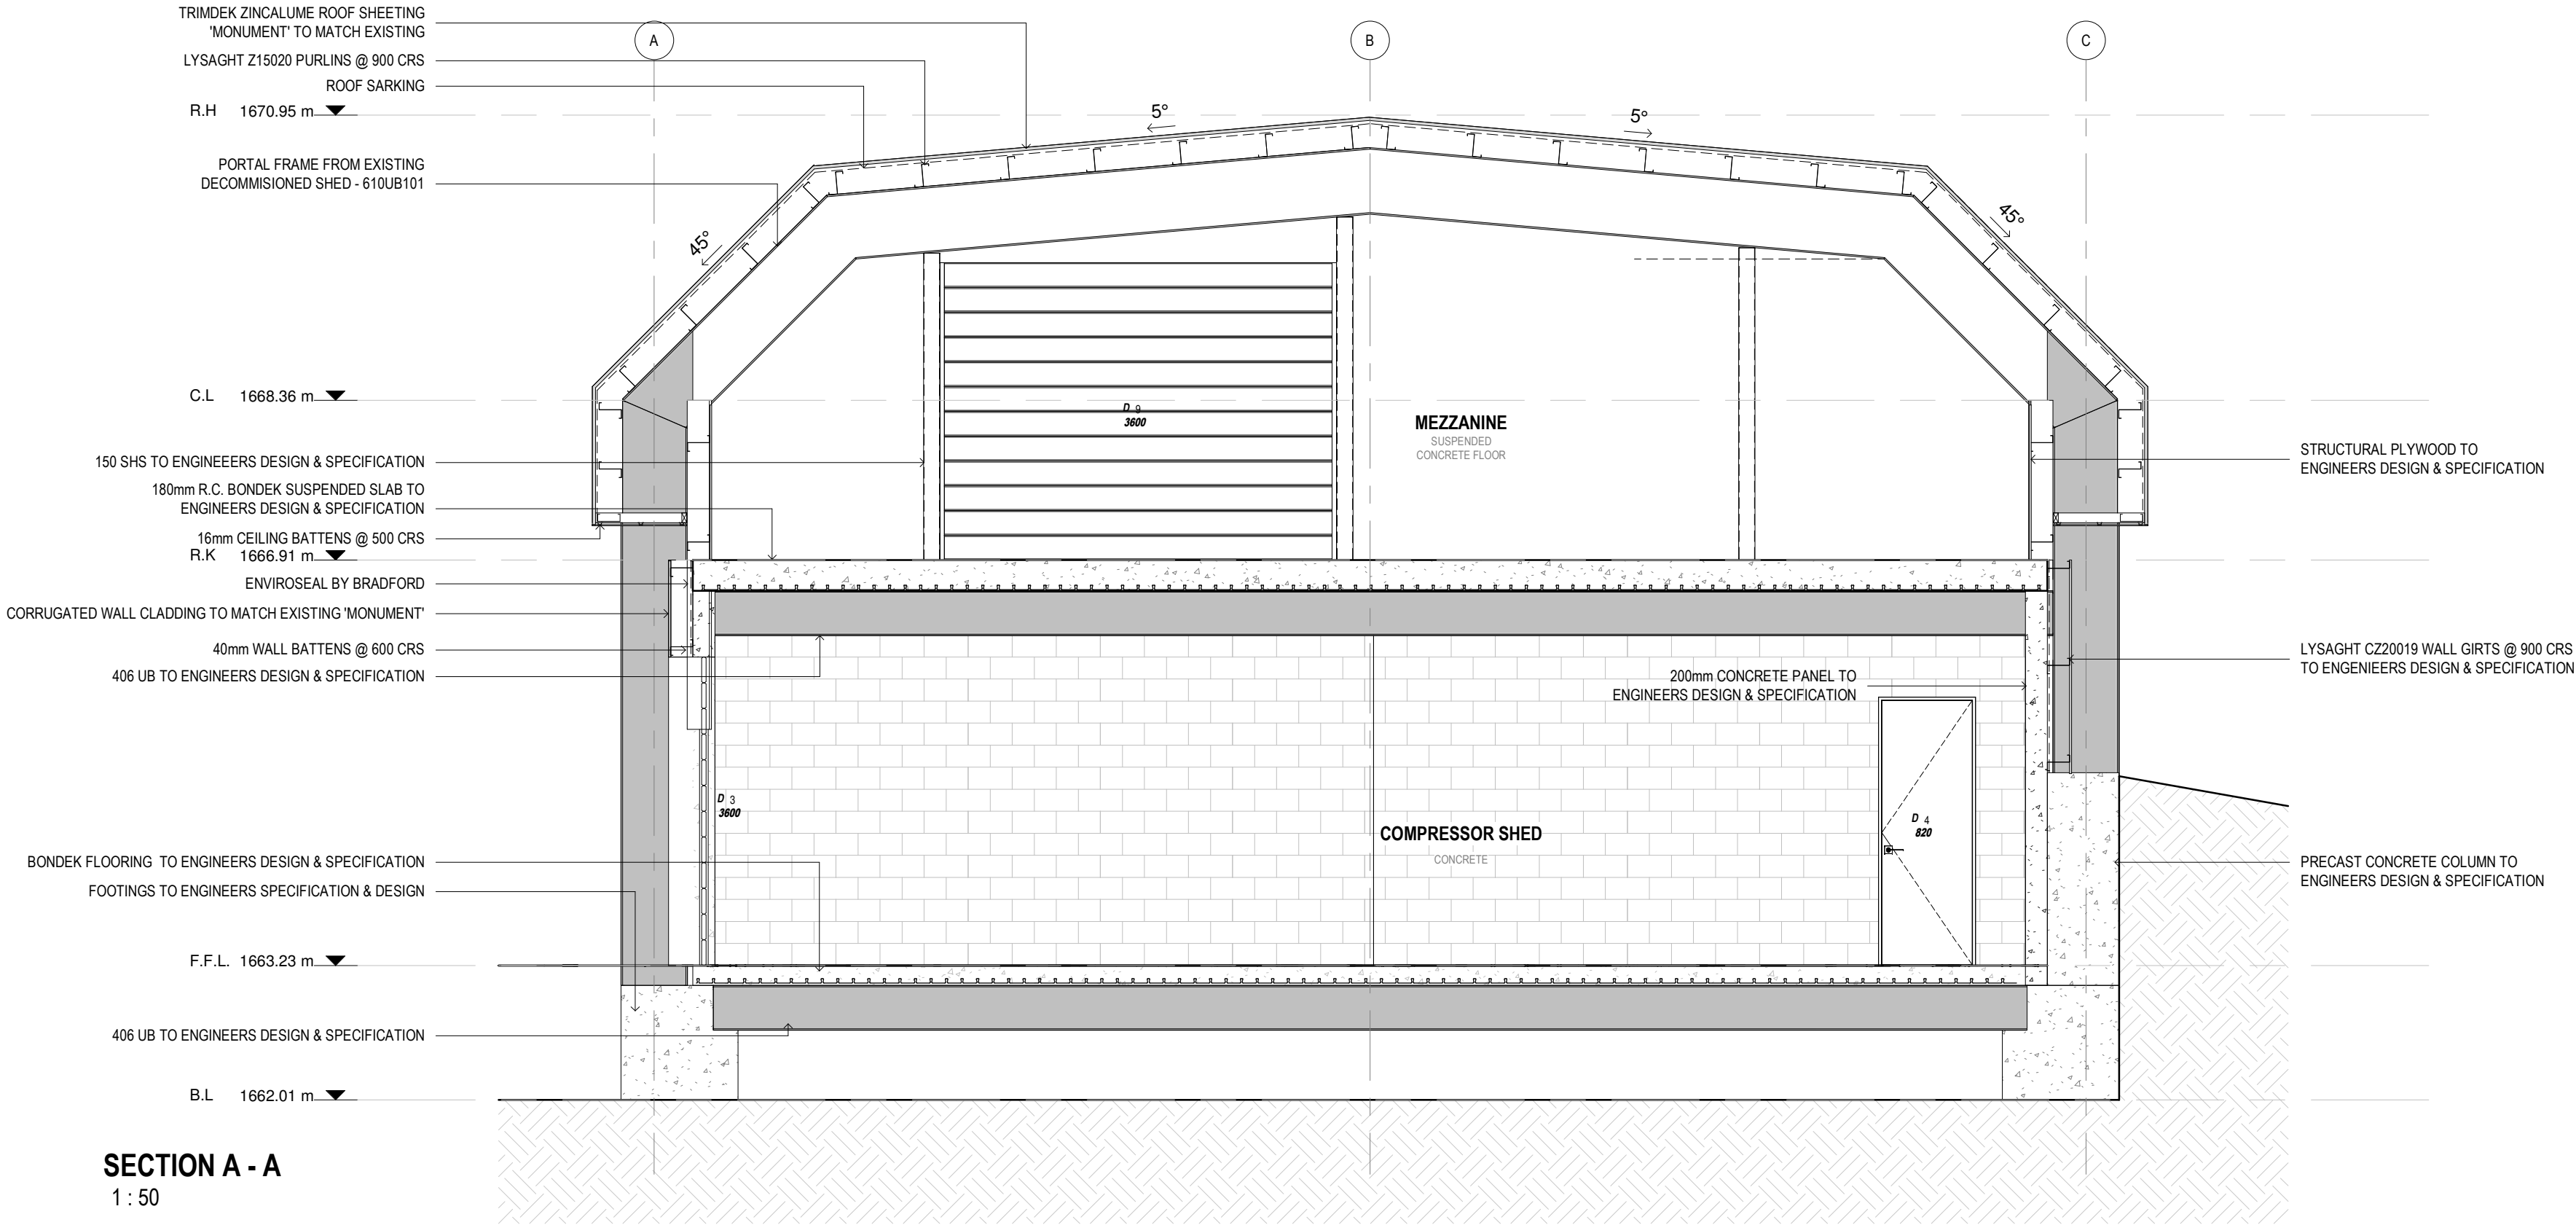 TRIMDEK ZINCALUME ROOF SHEETING
'MONUMENT' TO MATCH EXISTING
LYSAGHT Z15020 PURLINS @ 900 CRS
ROOF SARKING
R.H 1670.95 m
PORTAL FRAME FROM EXISTING
DECOMMISIONED SHED - 610UB101
A
B
C
5°
5°
45°
45°
C.L 1668.36 m
150 SHS TO ENGINEEERS DESIGN & SPECIFICATION
180mm R.C. BONDEK SUSPENDED SLAB TO
ENGINEERS DESIGN & SPECIFICATION
16mm CEILING BATTENS @ 500 CRS
R.K 1666.91 m
ENVIROSEAL BY BRADFORD
CORRUGATED WALL CLADDING TO MATCH EXISTING 'MONUMENT'
40mm WALL BATTENS @ 600 CRS
406 UB TO ENGINEERS DESIGN & SPECIFICATION
D 9
3600
MEZZANINE
SUSPENDED
CONCRETE FLOOR
STRUCTURAL PLYWOOD TO
ENGINEERS DESIGN & SPECIFICATION
LYSAGHT CZ20019 WALL GIRTS @ 900 CRS
TO ENGENIEERS DESIGN & SPECIFICATION
200mm CONCRETE PANEL TO
ENGINEERS DESIGN & SPECIFICATION
D 3
3600
COMPRESSOR SHED
CONCRETE
D 4
820
BONDEK FLOORING TO ENGINEERS DESIGN & SPECIFICATION
FOOTINGS TO ENGINEERS SPECIFICATION & DESIGN
PRECAST CONCRETE COLUMN TO
ENGINEERS DESIGN & SPECIFICATION
F.F.L. 1663.23 m
406 UB TO ENGINEERS DESIGN & SPECIFICATION
B.L 1662.01 m
SECTION A - A
1 : 50